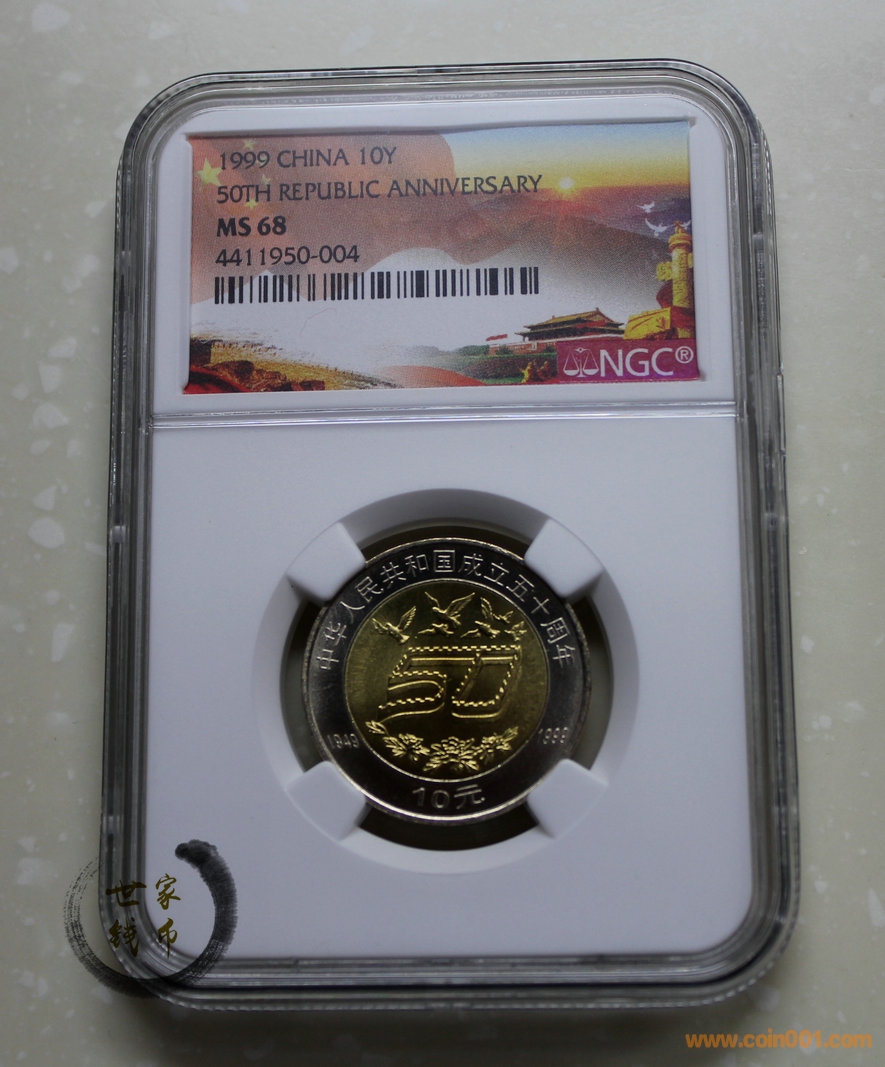 1999 CHINA 10Y
50TH REPUBLIC ANNIVERSARY
MS 68
4411950-004
NGC®
中华人民共和国成立五十周年
50
1949 1999
10元
世家
钱币
www.coin001.com